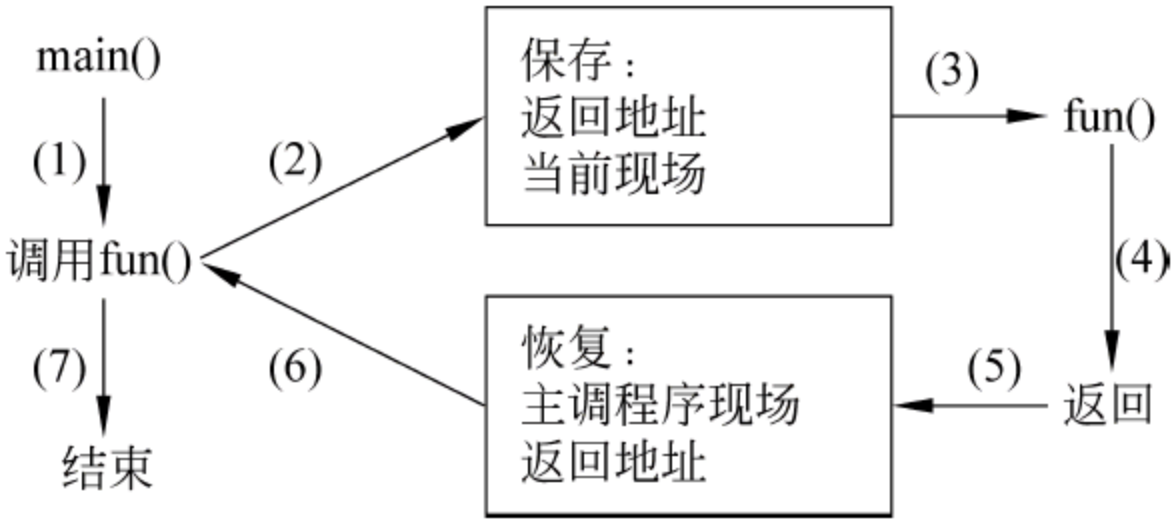 main()
(1)
调用fun()
(2)
保存：
返回地址
当前现场
(3)
fun()
(4)
返回
(5)
恢复：
主调程序现场
返回地址
(6)
(7)
结束